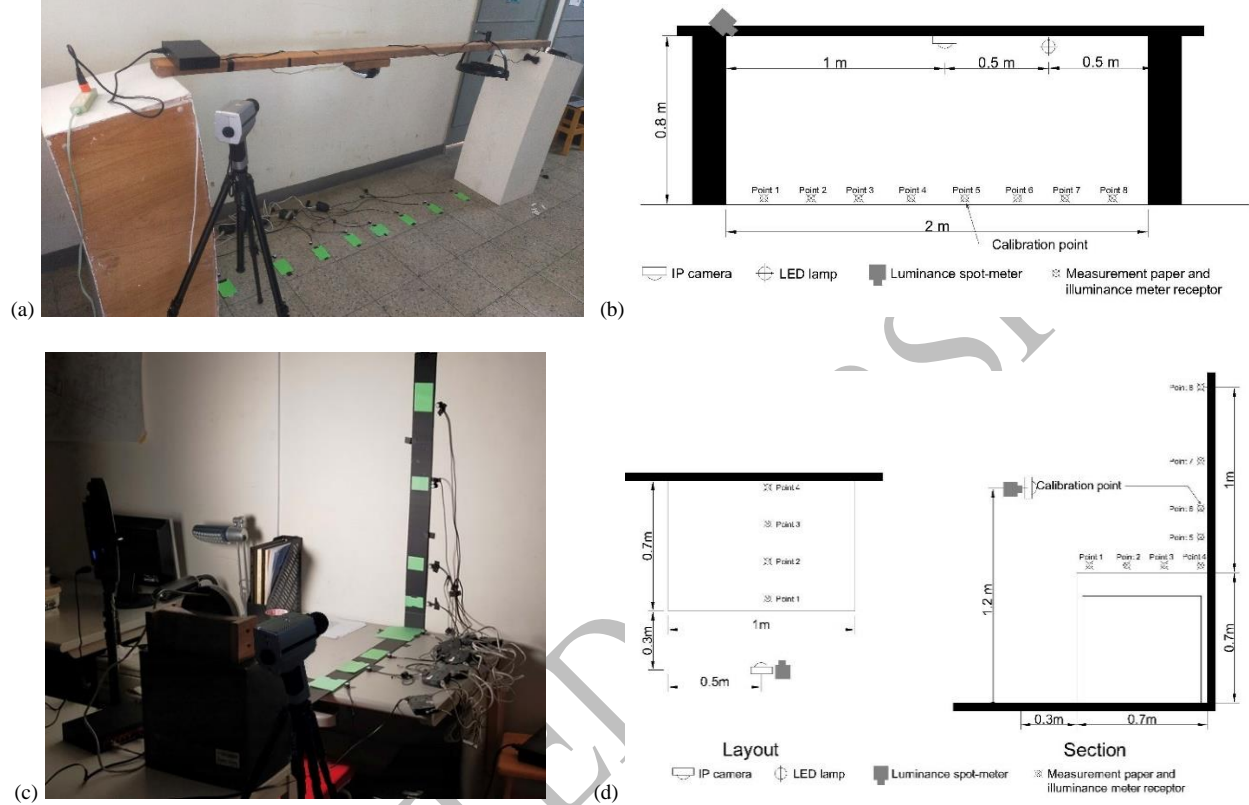 (a)
(b)
0.8 m
1 m
0.5 m
0.5 m
Point 1
Point 2
Point 3
Point 4
Point 5
Point 6
Point 7
Point 8
2 m
Calibration point
IP camera
LED lamp
Luminance spot-meter
Measurement paper and
illuminance meter receptor
(c)
(d)
0.7m
Point 4
Point 3
Point 2
Point 1
1m
0.3m
0.5m
Layout
Point 8
Point 7
Calibration point
Point 6
Point 5
Point 1
Point 2
Point 3
Point 4
1m
1.2 m
0.7m
0.3m
0.7m
Section
IP camera
LED lamp
Luminance spot-meter
Measurement paper and
illuminance meter receptor